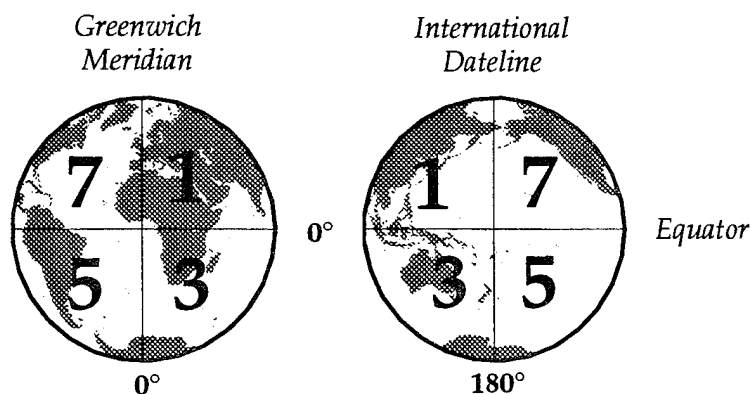 Greenwich
Meridian
International
Dateline
7 1
1 7
0°
Equator
5 3
3 5
0°
180°